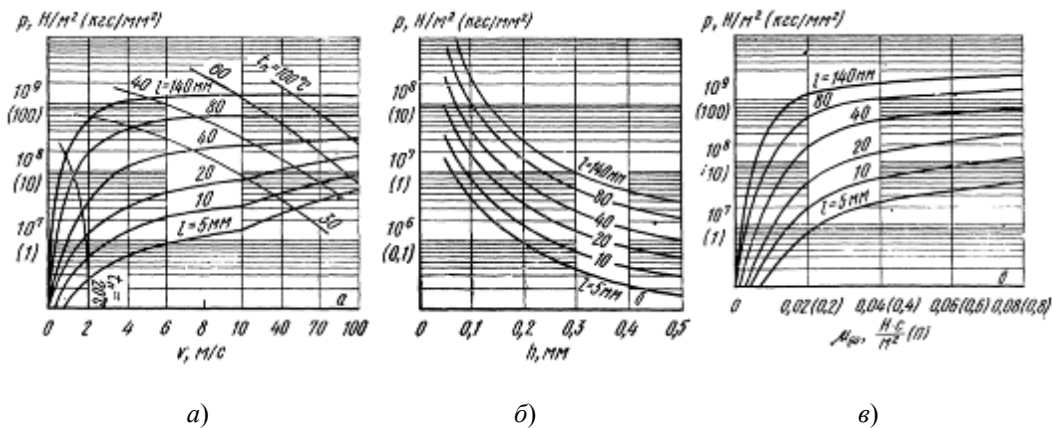 p, Н/м² (кгс/мм²)
10⁹
(100)
10⁸
(10)
10⁷
(1)
40
l=140мм
60
tп=100°C
80
40
20
10
l=5мм
30
20°C
а
0 2 4 6 8 10 40 70 100
v, м/с
p, Н/м² (кгс/мм²)
10⁸
(10)
10⁷
(1)
10⁶
(0,1)
l=140мм
80
40
20
10
l=5мм
б
0 0,1 0,2 0,3 0,4 0,5
h, мм
p, Н/м² (кгс/мм²)
10⁹
(100)
10⁸
(10)
10⁷
(1)
l=140мм
80
40
20
10
l=5мм
0 0,02(0,2) 0,04(0,4) 0,06(0,6) 0,08(0,8)
Н·с
м² (П)
а)
б)
в)